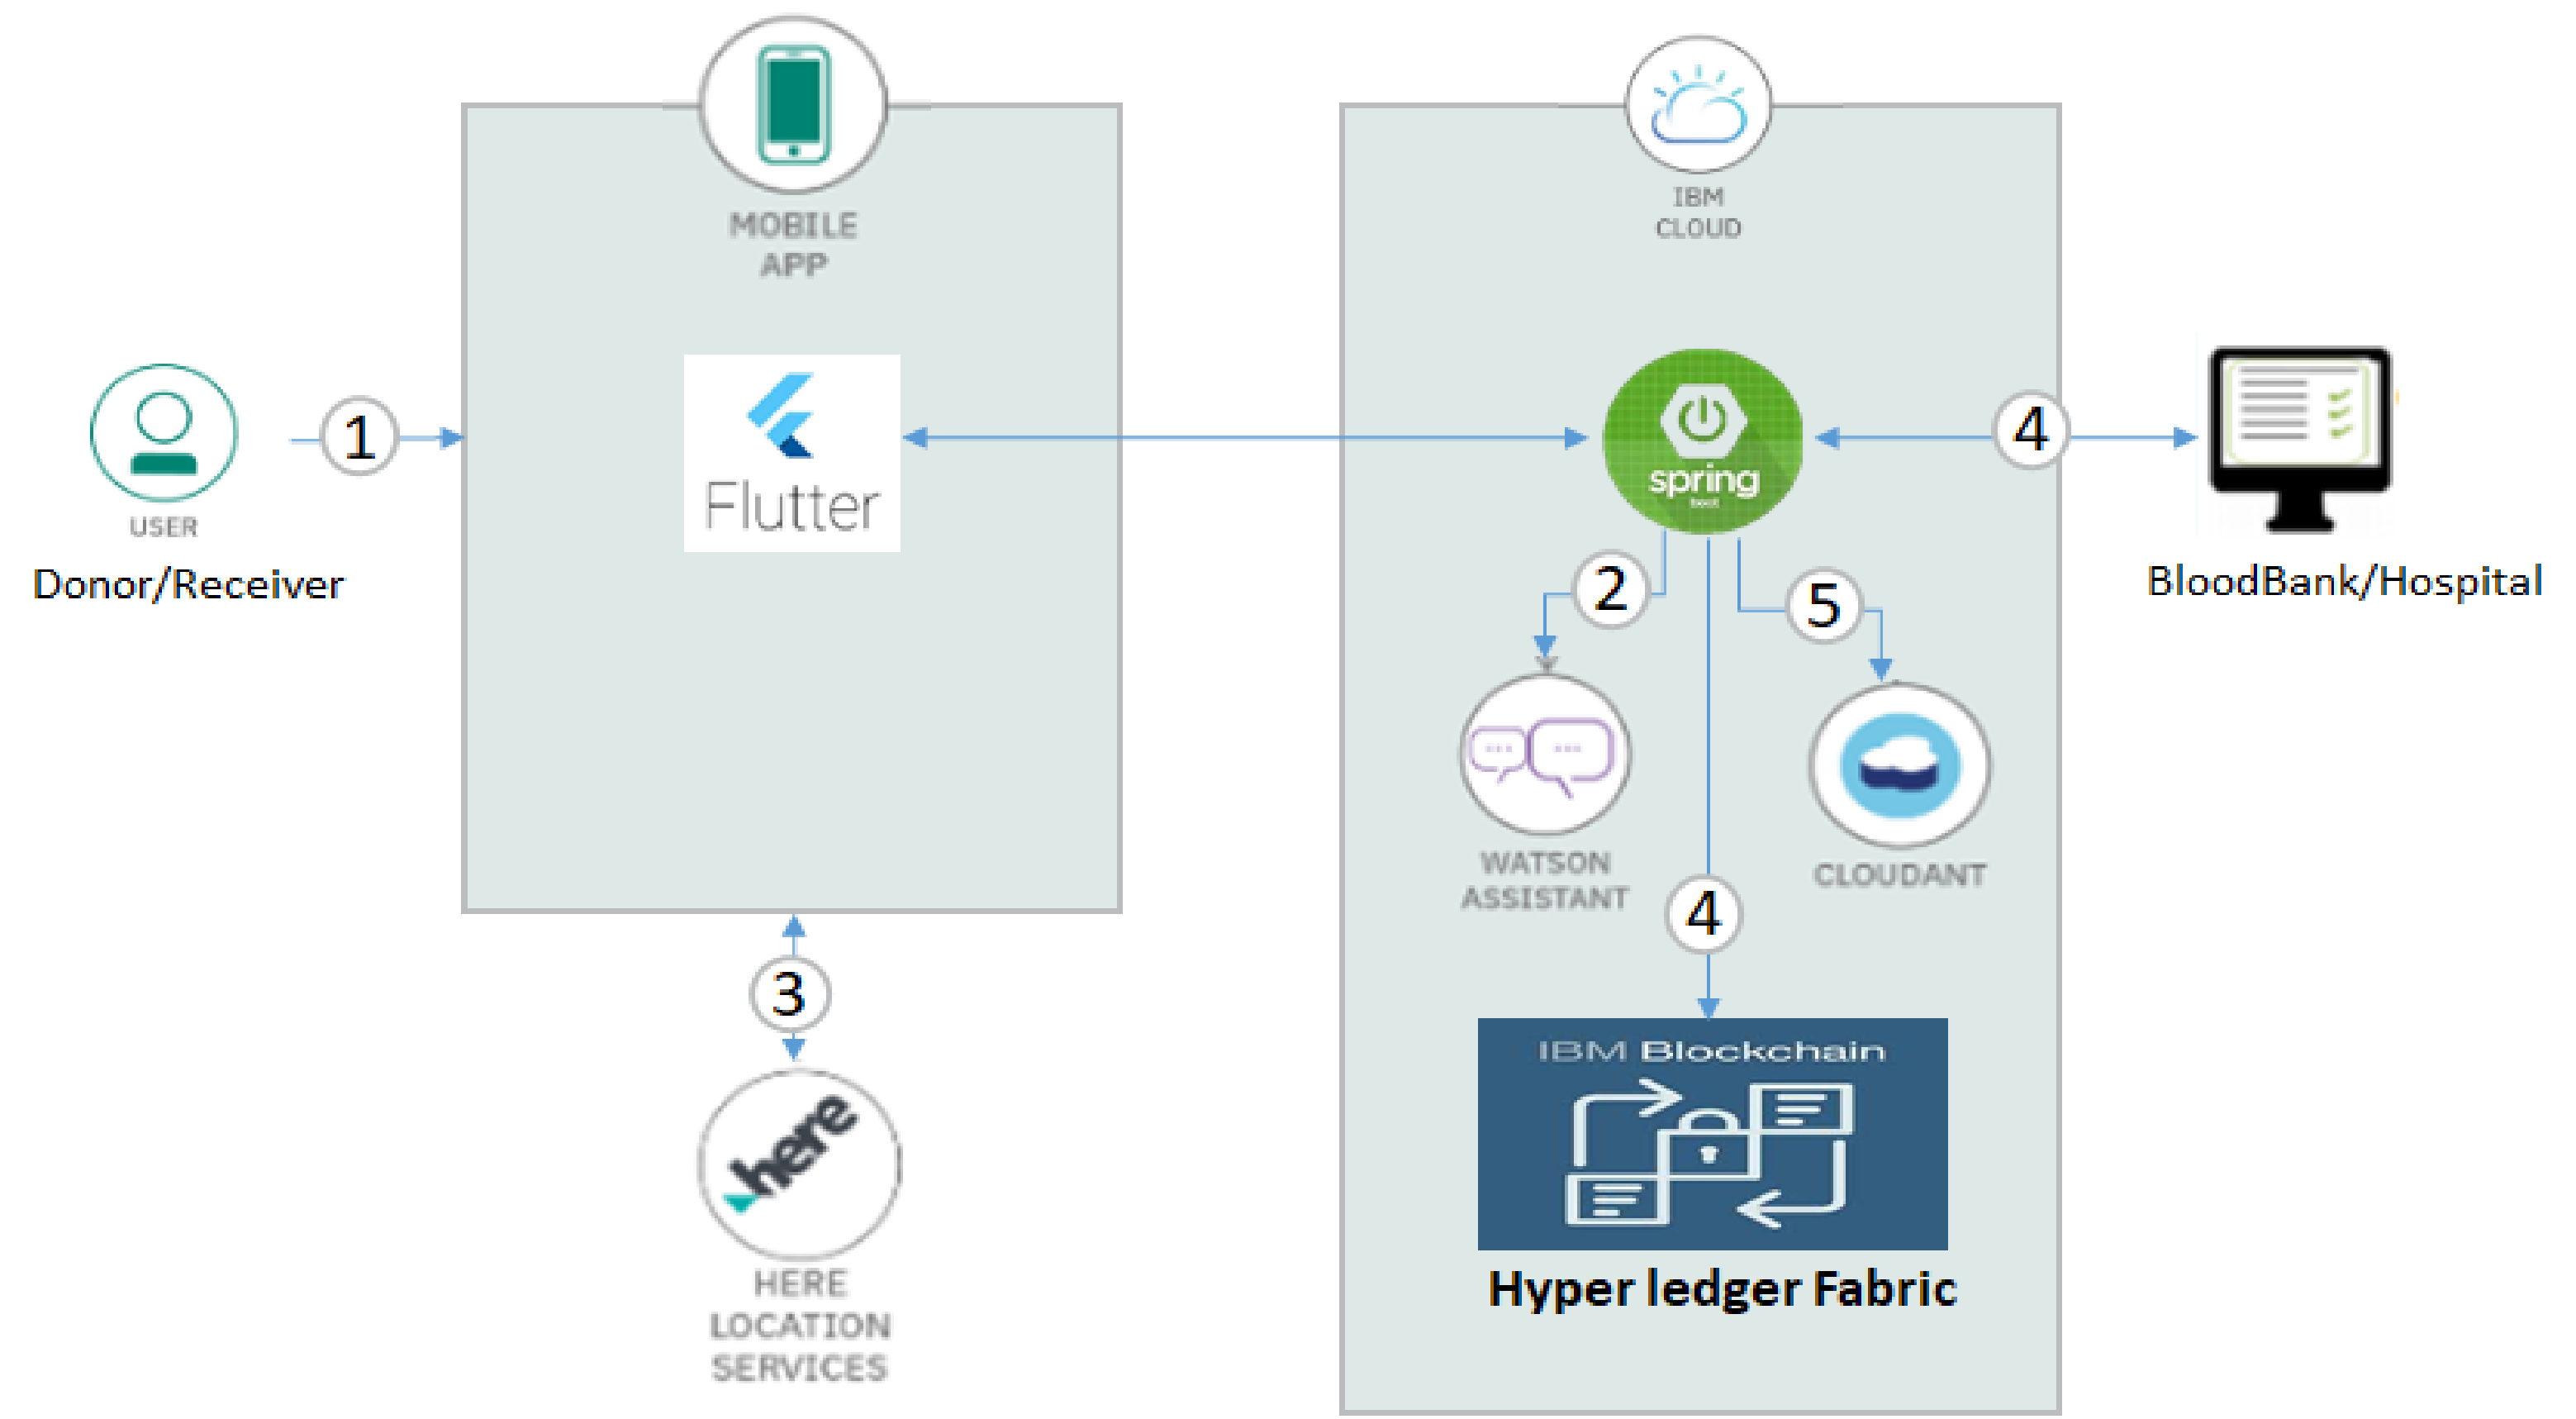 MOBILE
APP
IBM
CLOUD
1
USER
Donor/Receiver
Flutter
spring
boot
4
BloodBank/Hospital
2
5
WATSON
ASSISTANT
CLOUDANT
4
3
here
HERE
LOCATION
SERVICES
IBM Blockchain
Hyper ledger Fabric